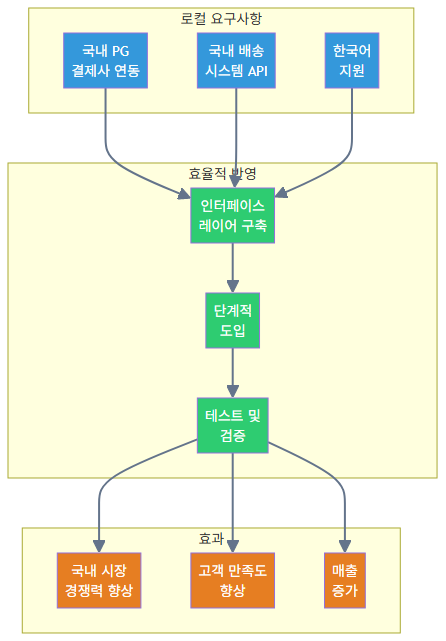 로컬 요구사항
국내 PG
결제사 연동
국내 배송
시스템 API
한국어
지원
효율적 반영
인터페이스
레이어 구축
단계적
도입
테스트 및
검증
효과
국내 시장
경쟁력 향상
고객 만족도
향상
매출
증가